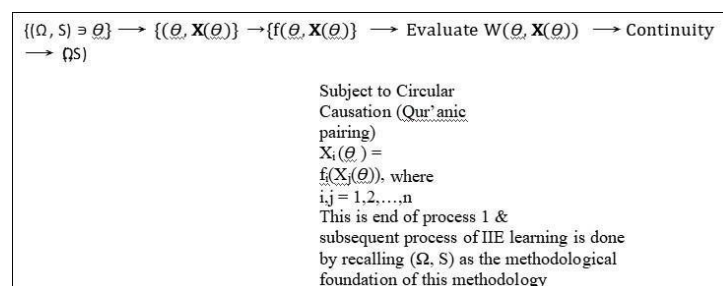 {(Ω, S) ∋ θ} → {(θ, X(θ)} →{f(θ, X(θ)} → Evaluate W(θ, X(θ)) → Continuity
→ ΩS)
Subject to Circular
Causation (Qur’anic
pairing)
Xᵢ(θ ) =
fᵢ(Xⱼ(θ)), where
i,j = 1,2,…,n
This is end of process 1 &
subsequent process of IIE learning is done
by recalling (Ω, S) as the methodological
foundation of this methodology